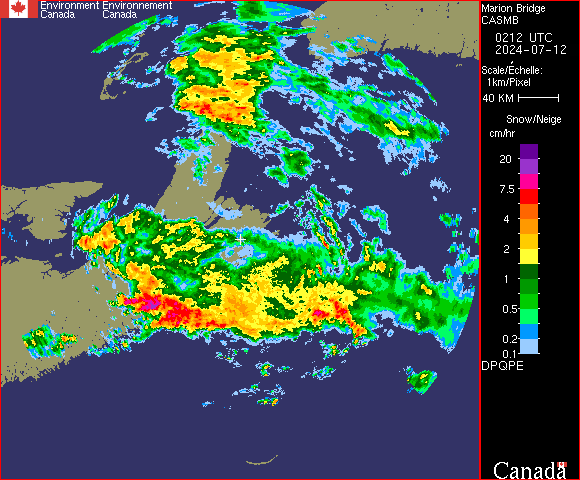 Environment Environnement
Canada Canada
Marion Bridge
CASMB
0212 UTC
2024-07-12
Scale/Échelle:
1km/Pixel
40 KM
Snow/Neige
cm/hr
20
7.5
4
2
1
0.5
0.2
0.1
DPQPE
Canada